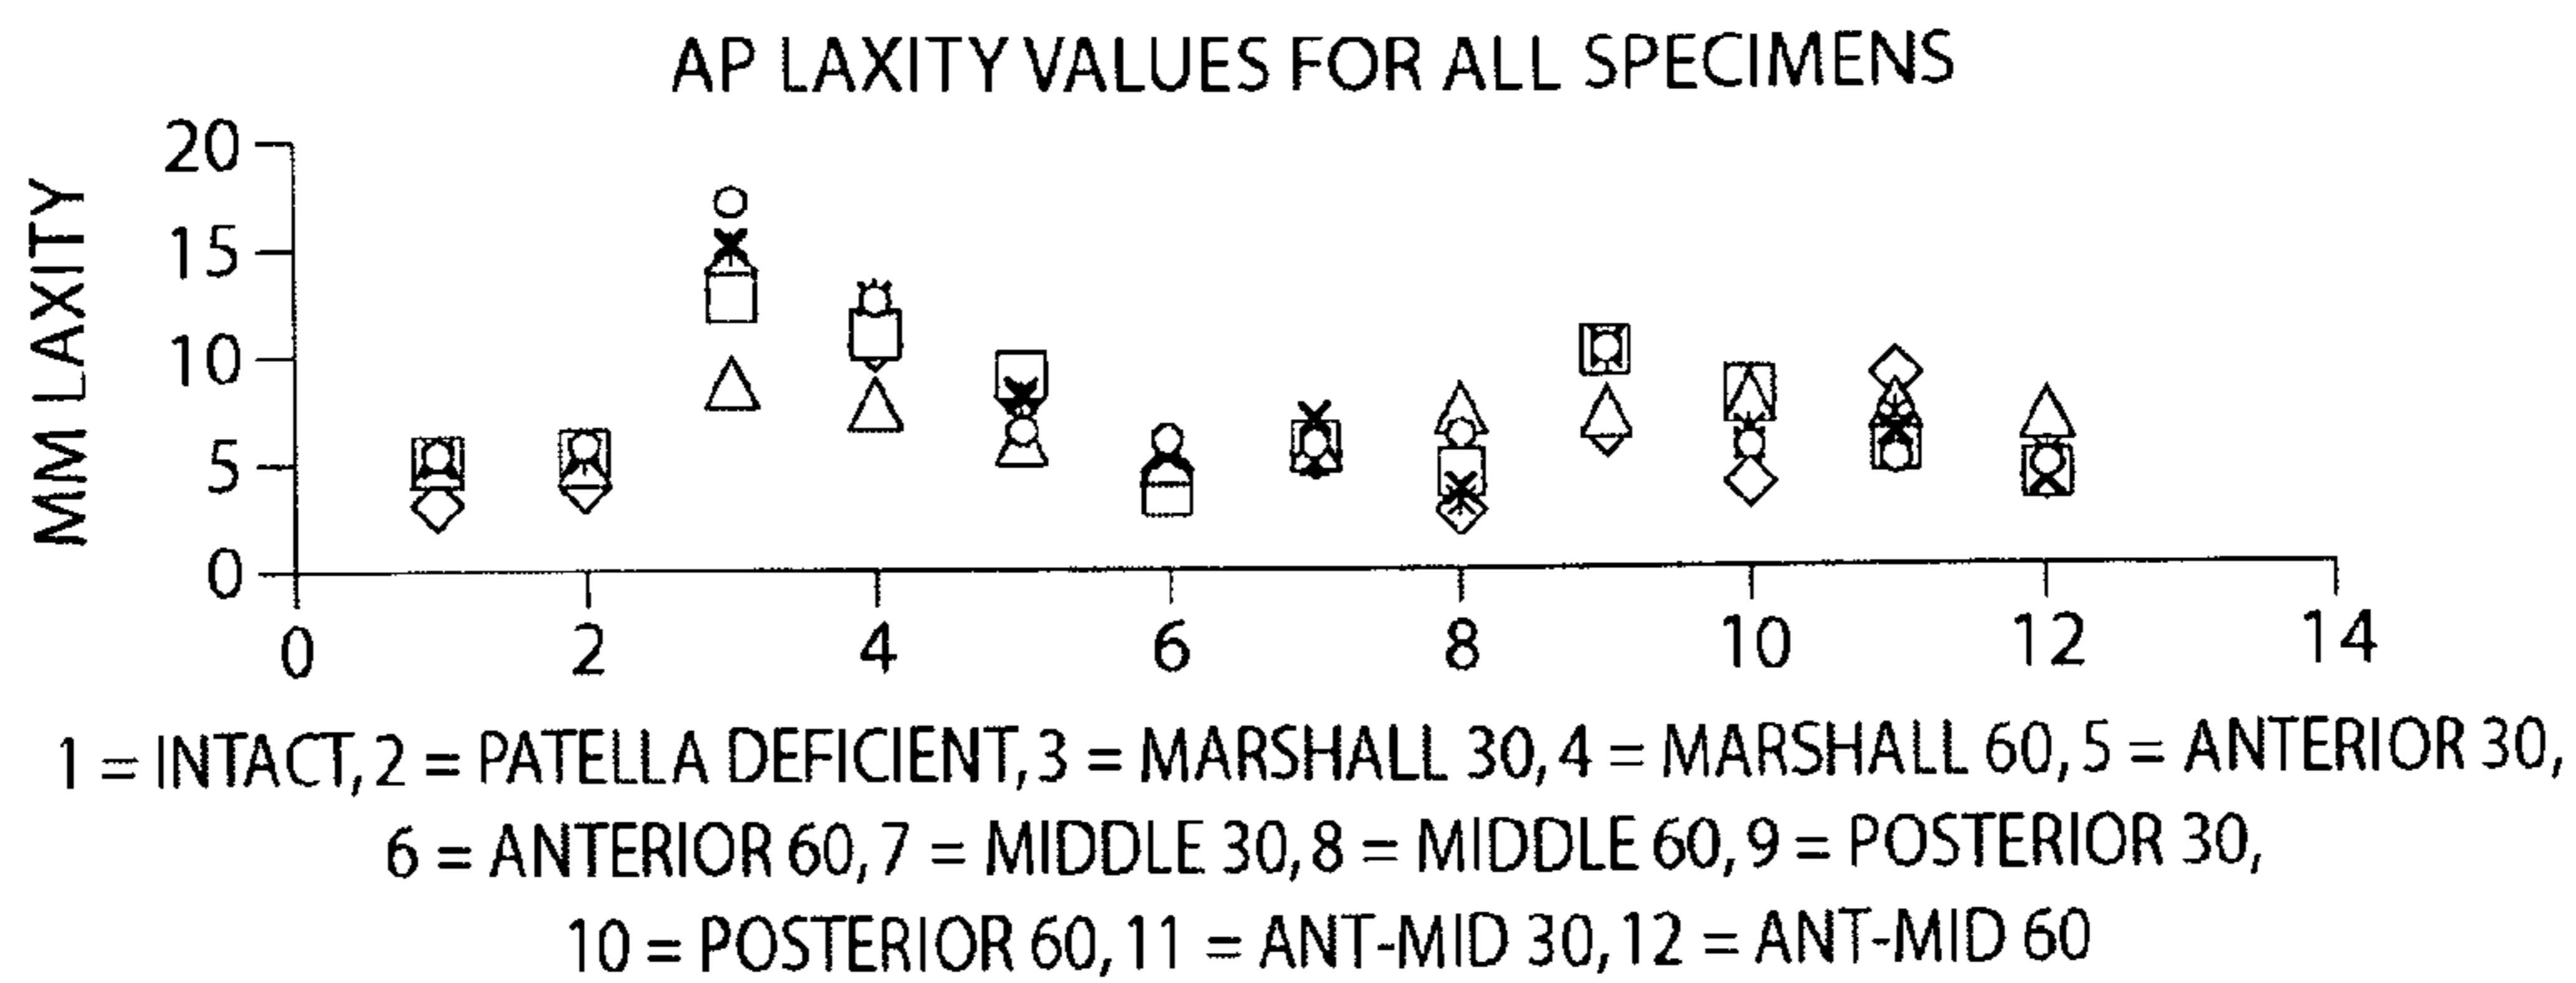 AP LAXITY VALUES FOR ALL SPECIMENS
MM LAXITY
20
15
10
5
0
0 2 4 6 8 10 12 14
1 = INTACT, 2 = PATELLA DEFICIENT, 3 = MARSHALL 30, 4 = MARSHALL 60, 5 = ANTERIOR 30,
6 = ANTERIOR 60, 7 = MIDDLE 30, 8 = MIDDLE 60, 9 = POSTERIOR 30,
10 = POSTERIOR 60, 11 = ANT-MID 30, 12 = ANT-MID 60